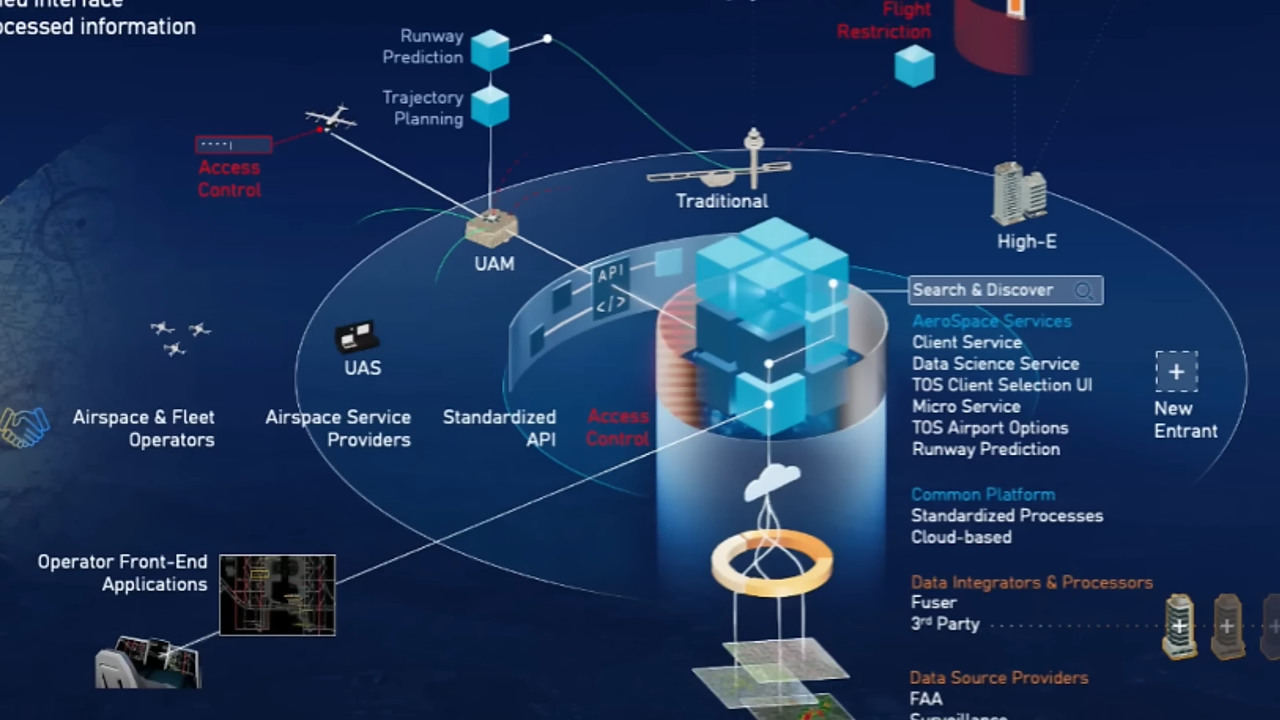 ocessed information
Runway
Prediction
Trajectory
Planning
Flight
Restriction
Access
Control
Traditional
High-E
UAM
API
</>
Search & Discover
AeroSpace Services
Client Service
Data Science Service
TOS Client Selection UI
Micro Service
TOS Airport Options
Runway Prediction
UAS
Airspace & Fleet
Operators
Airspace Service
Providers
Standardized
API
Access
Control
New
Entrant
Common Platform
Standardized Processes
Cloud-based
Operator Front-End
Applications
Data Integrators & Processors
Fuser
3rd Party
Data Source Providers
FAA
Surveillance